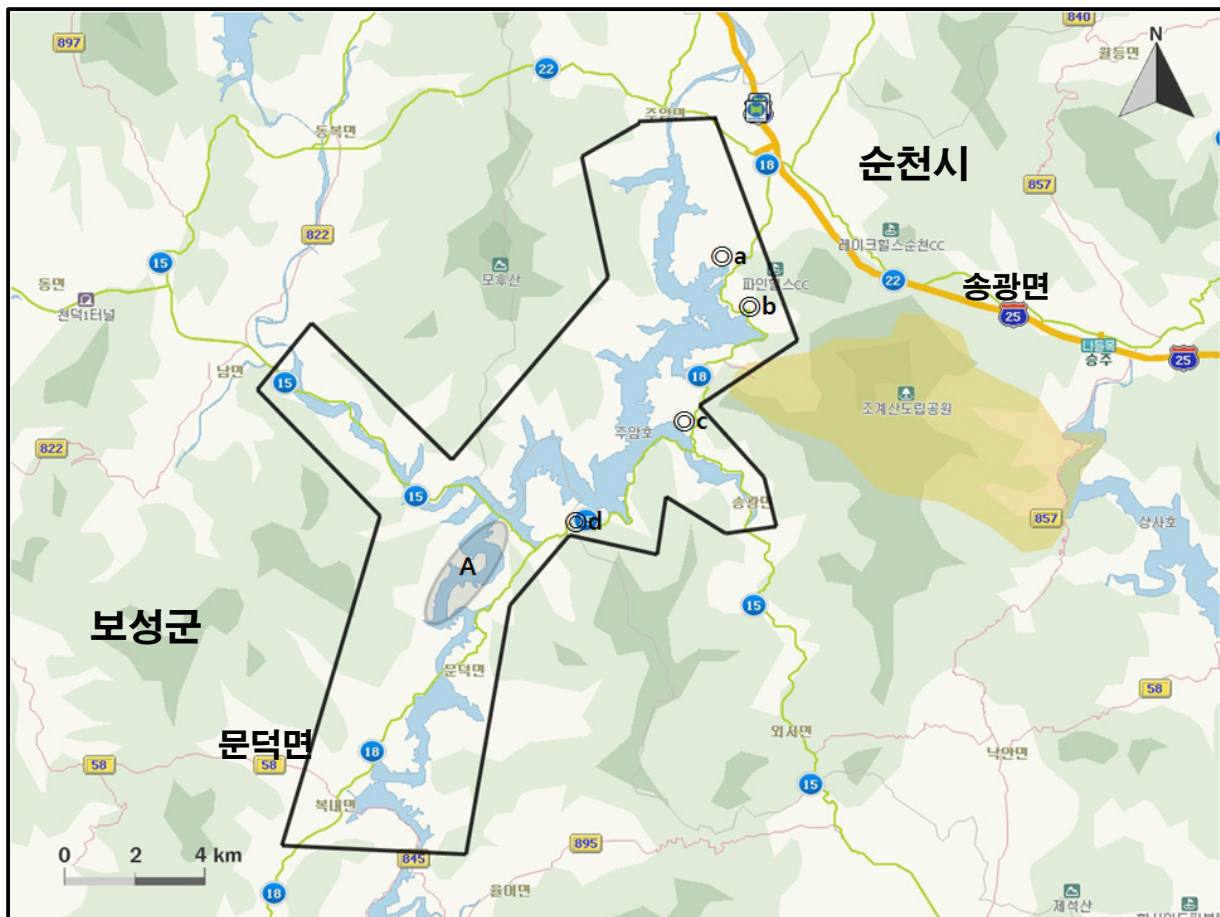 840
897
월등면
N
22
주암면
동복면
순천시
18
857
822
레이크힐스순천CC
15
모후산
a
동면
파인힐스CC
22
송광면
천덕1터널
b
25
나들목
승주
25
남면
15
18
조계산도립공원
c
주암호
822
15
송광면
d
857
상사호
A
15
보성군
문덕면
58
외서면
문덕면
18
낙안면
58
58
15
복내면
895
0 2 4 km
845
18
율어면
제석산